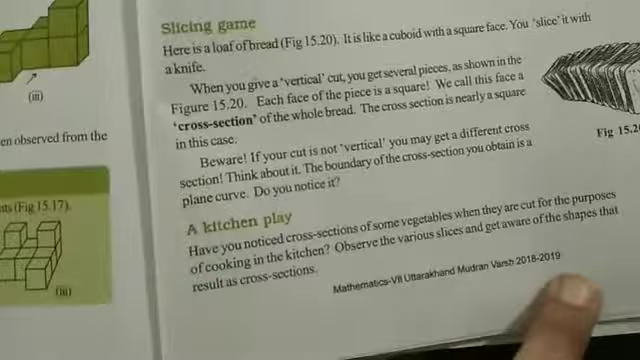 (iii)
en observed from the
nts (Fig 15.17).
(iii)
Slicing game
Here is a loaf of bread (Fig 15.20). It is like a cuboid with a square face. You 'slice' it with
a knife.
When you give a 'vertical' cut, you get several pieces, as shown in the
Figure 15.20. Each face of the piece is a square! We call this face a
'cross-section' of the whole bread. The cross section is nearly a square
in this case.
Beware! If your cut is not 'vertical' you may get a different cross
section! Think about it. The boundary of the cross-section you obtain is a
plane curve. Do you notice it?
Fig 15.2
A kitchen play
Have you noticed cross-sections of some vegetables when they are cut for the purposes
of cooking in the kitchen? Observe the various slices and get aware of the shapes that
result as cross-sections.
Mathematics-VII Uttarakhand Mudran Varsh 2018-2019